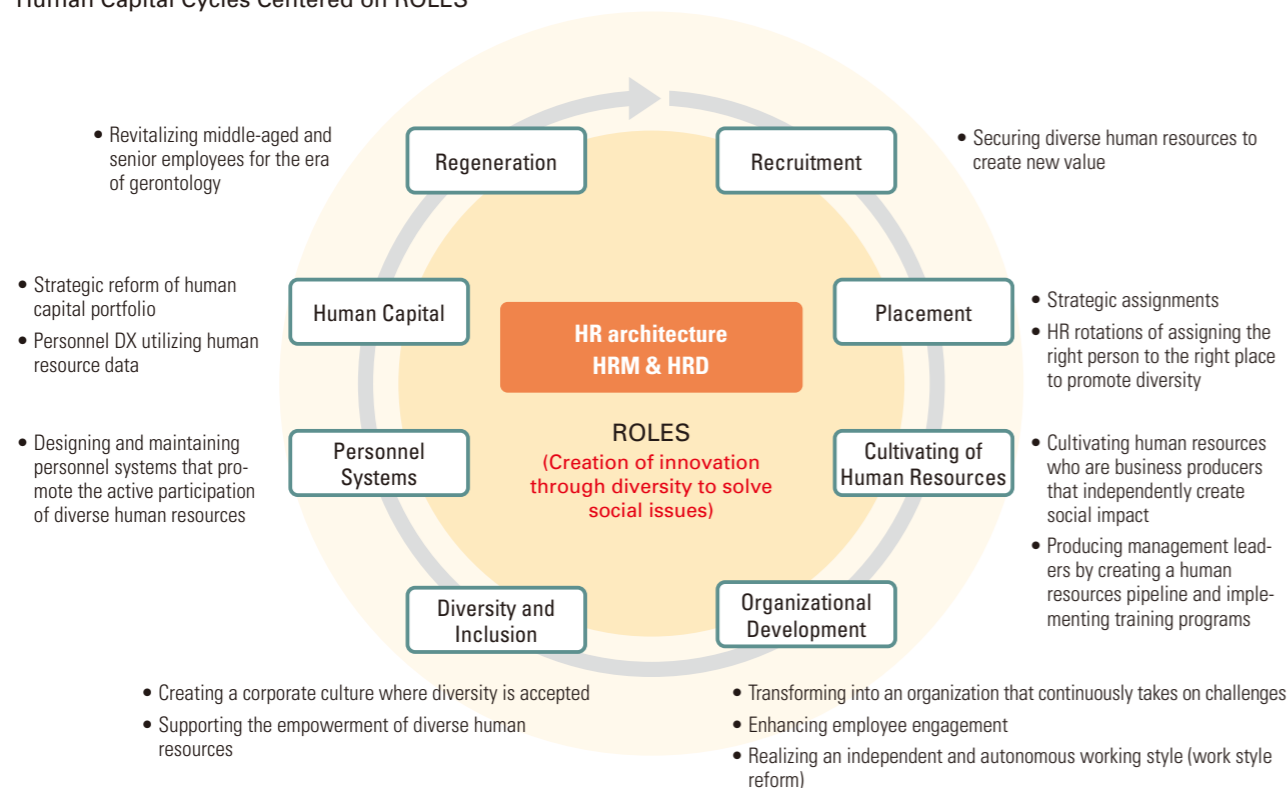 Human Capital Cycles Centered on ROLES
Regeneration
Recruitment
• Revitalizing middle-aged and
senior employees for the era
of gerontology
• Securing diverse human resources to
create new value
Human Capital
Placement
• Strategic reform of human
capital portfolio
• Personnel DX utilizing human
resource data
HR architecture
HRM & HRD
• Strategic assignments
• HR rotations of assigning the
right person to the right place
to promote diversity
• Designing and maintaining
personnel systems that pro-
mote the active participation
of diverse human resources
Personnel
Systems
ROLES
(Creation of innovation
through diversity to solve
social issues)
Cultivating of
Human Resources
• Cultivating human resources
who are business producers
that independently create
social impact
• Producing management lead-
ers by creating a human
resources pipeline and imple-
menting training programs
Diversity and
Inclusion
Organizational
Development
• Creating a corporate culture where diversity is accepted
• Supporting the empowerment of diverse human
resources
• Transforming into an organization that continuously takes on challenges
• Enhancing employee engagement
• Realizing an independent and autonomous working style (work style
reform)